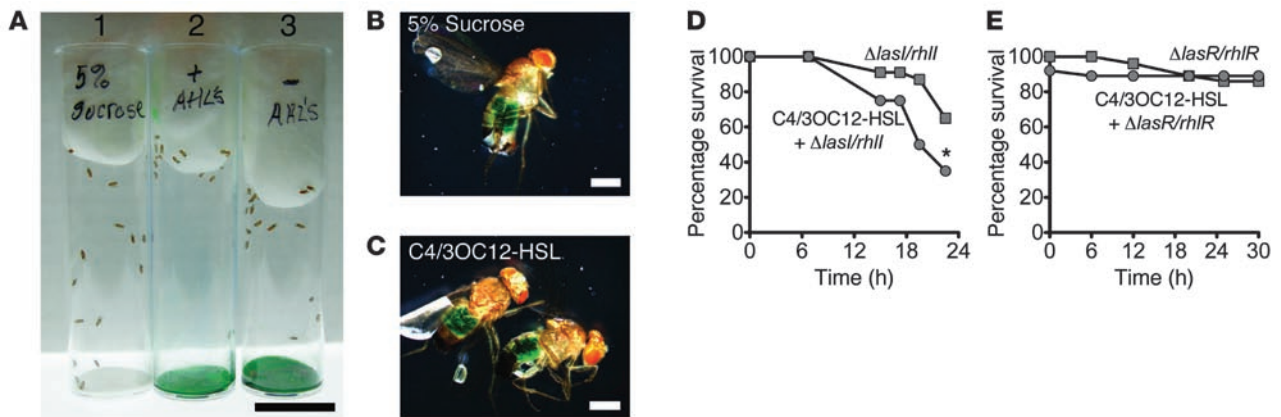 A
1
2
3
5%
Sucrose
+
AHL'S
-
AHL'S
B
5% Sucrose
C
C4/3OC12-HSL
D
Percentage survival
100
80
60
40
20
0
ΔlasI/rhlI
C4/3OC12-HSL
+ ΔlasI/rhlI
*
0 6 12 18 24
Time (h)
E
Percentage survival
100
80
60
40
20
0
ΔlasR/rhlR
C4/3OC12-HSL
+ ΔlasR/rhlR
0 6 12 18 24 30
Time (h)